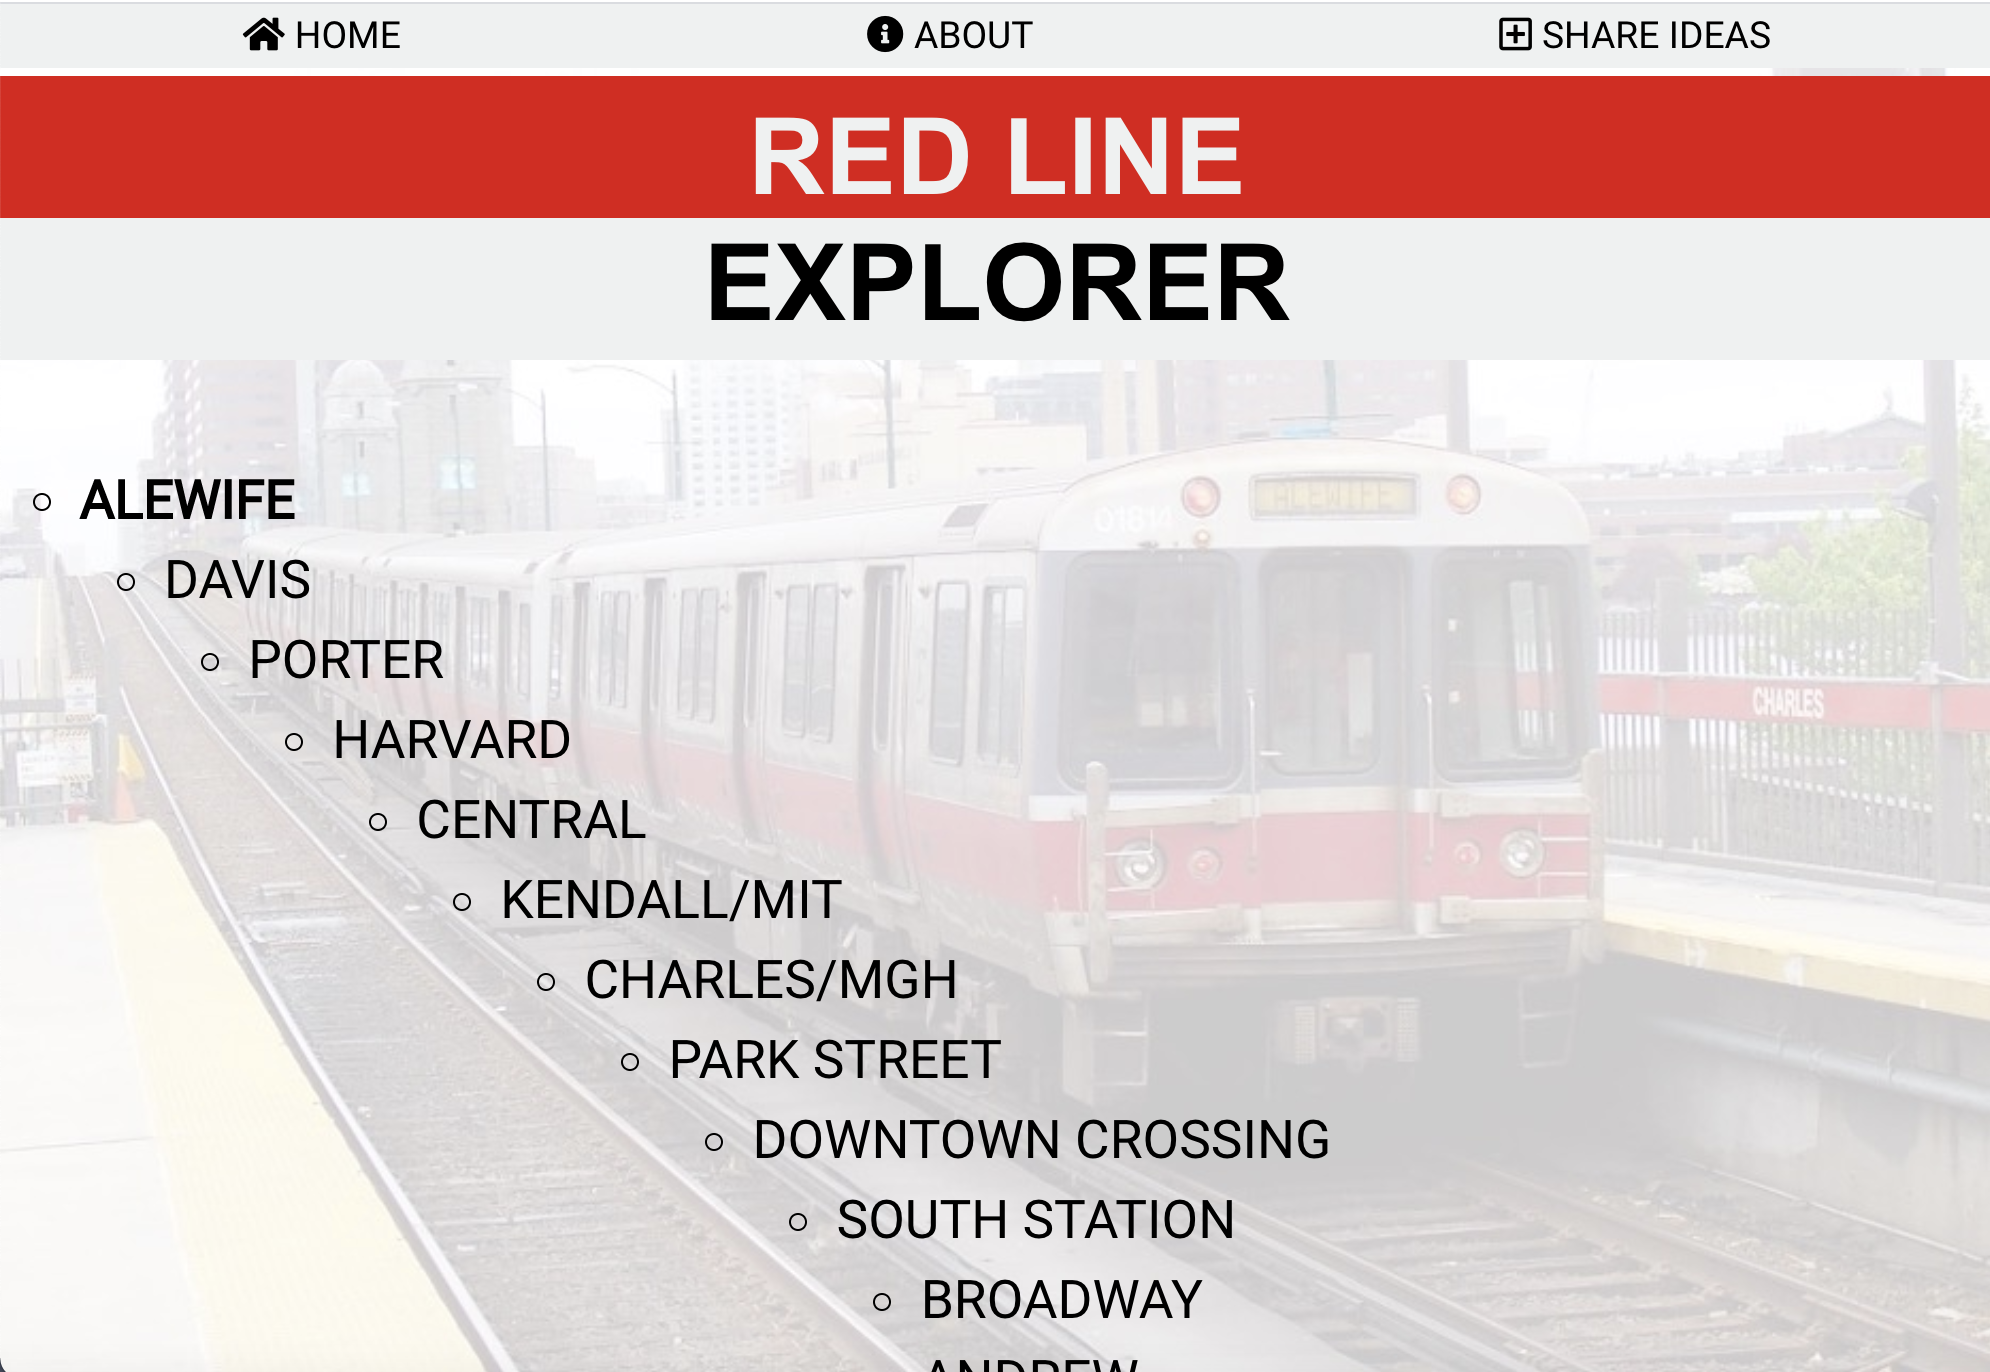 HOME
ABOUT
SHARE IDEAS
RED LINE
EXPLORER
ALEWIFE
01814
ALEWIFE
DAVIS
PORTER
CHARLES
HARVARD
CENTRAL
KENDALL/MIT
CHARLES/MGH
PARK STREET
DOWNTOWN CROSSING
SOUTH STATION
BROADWAY
ANDREW